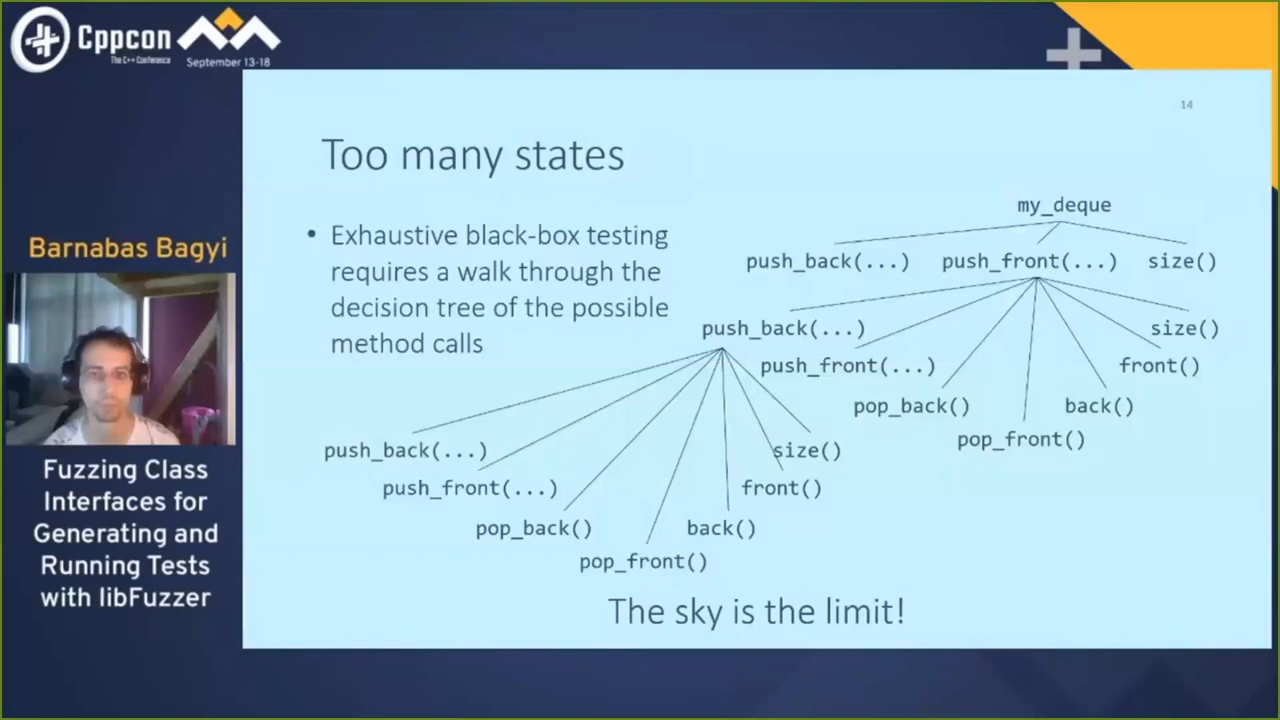 Cppcon
The C++ Conference
September 13-18
14
Too many states
• Exhaustive black-box testing
requires a walk through the
decision tree of the possible
method calls
my_deque
push_back(...) push_front(...) size()
push_back(...) size()
push_front(...) front()
pop_back() back()
pop_front()
push_back(...) size()
push_front(...) front()
pop_back() back()
pop_front()
The sky is the limit!
Barnabas Bagyi
Fuzzing Class
Interfaces for
Generating and
Running Tests
with libFuzzer